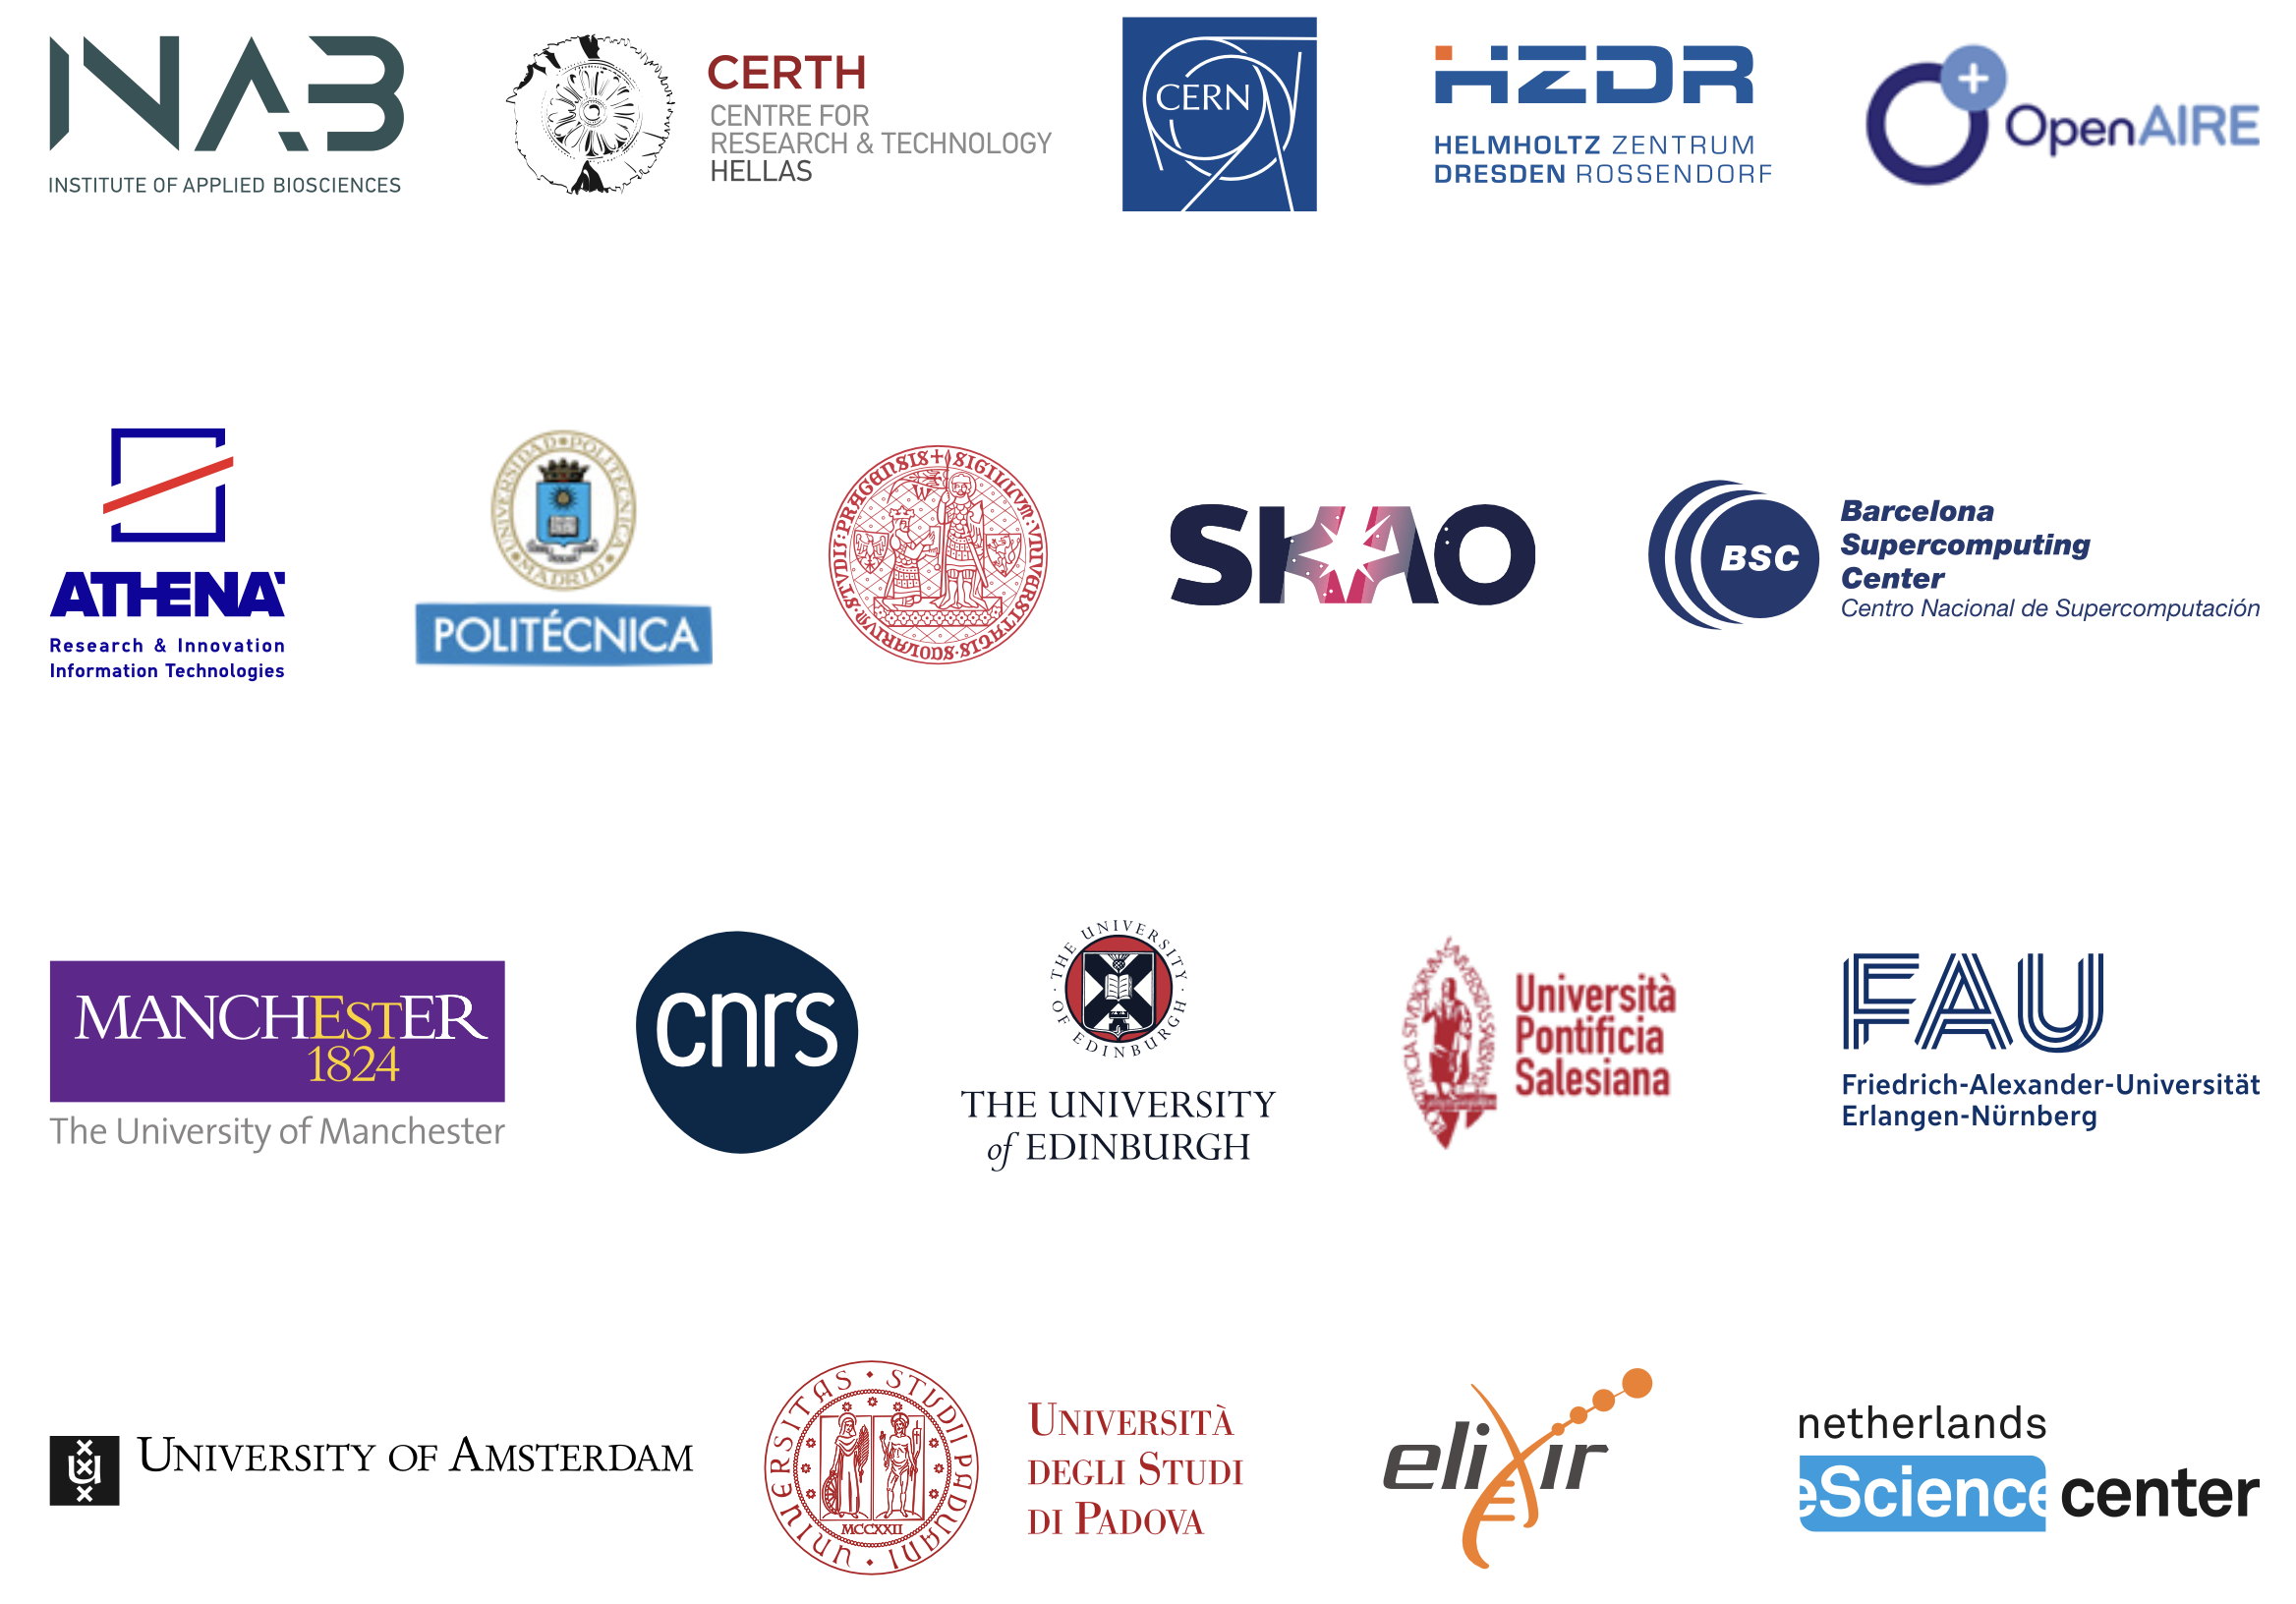 INAB
INSTITUTE OF APPLIED BIOSCIENCES
CERTH
CENTRE FOR
RESEARCH & TECHNOLOGY
HELLAS
CERN
HZDR
HELMHOLTZ ZENTRUM
DRESDEN ROSSENDORF
OpenAIRE
ATHENA
Research & Innovation
Information Technologies
UNIVERSIDAD POLITÉCNICA
MADRID
POLITÉCNICA
SIGILLVM:VNIVERSITATIS·SCOLARIVM·STVDII:PRAGENSIS
W
SKAO
BSC
Barcelona
Supercomputing
Center
Centro Nacional de Supercomputación
MANCHEsTER
1824
The University of Manchester
cnrs
· THE UNIVERSITY · OF EDINBURGH
THE UNIVERSITY
of EDINBURGH
Università
Pontificia
Salesiana
FAU
Friedrich-Alexander-Universität
Erlangen-Nürnberg
UNIVERSITY OF AMSTERDAM
UNIVERSITAS · STUDII PADUANI ·
MCCXXII
UNIVERSITÀ
DEGLI STUDI
DI PADOVA
elixir
netherlands
eScience center